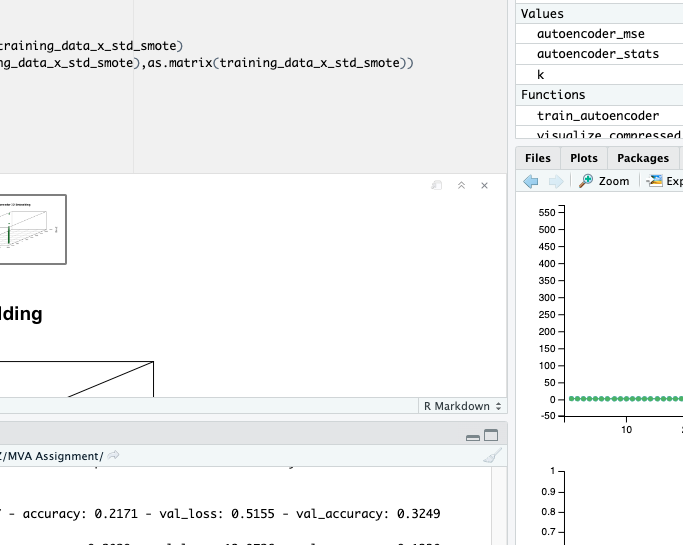 training_data_x_std_smote)
ng_data_x_std_smote),as.matrix(training_data_x_std_smote))
lding
R Markdown
Z/MVA Assignment/
- accuracy: 0.2171 - val_loss: 0.5155 - val_accuracy: 0.3249
Values
autoencoder_mse
autoencoder_stats
k
Functions
train_autoencoder
visualize_compressed
Files Plots Packages
Zoom Exp
550
500
450
400
350
300
250
200
150
100
50
0
-50
10
1
0.9
0.8
0.7